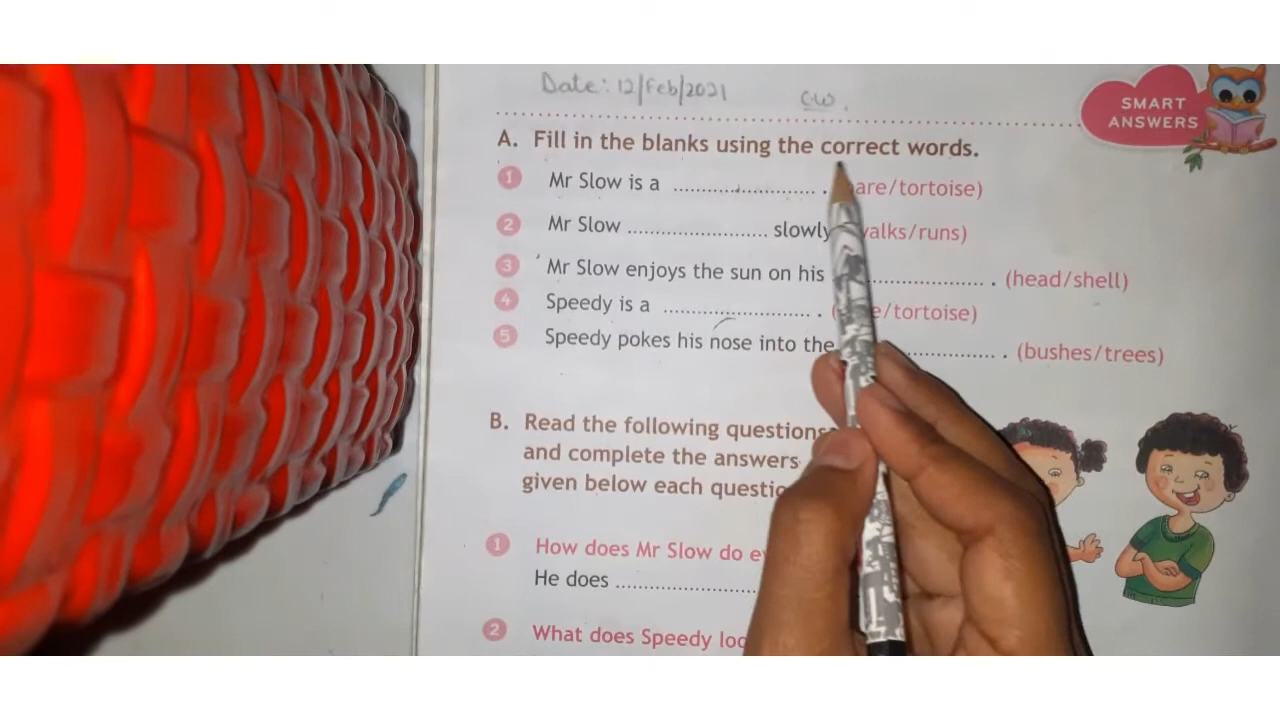 Date: 12/Feb/2021 C.W.
SMART
ANSWERS
A. Fill in the blanks using the correct words.
1 Mr Slow is a .................... . /tortoise)
2 Mr Slow .................... slowly /runs)
3 Mr Slow enjoys the sun on his .................... . (head/shell)
4 Speedy is a .................... . ( /tortoise)
5 Speedy pokes his nose into the .................... . (bushes/trees)
B. Read the following questions
and complete the answers
given below each
1 How does Mr Slow do
He does ....................
2 What does Speedy